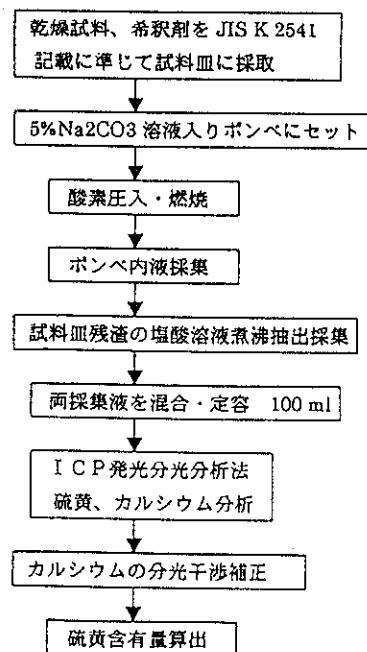 乾燥試料、希釈剤を JIS K 2541
記載に準じて試料皿に採取
5%Na2CO3 溶液入りボンベにセット
酸素圧入・燃焼
ボンベ内液採集
試料皿残渣の塩酸溶液煮沸抽出採集
両採集液を混合・定容 100 ml
ＩＣＰ発光分光分析法
硫黄、カルシウム分析
カルシウムの分光干渉補正
硫黄含有量算出